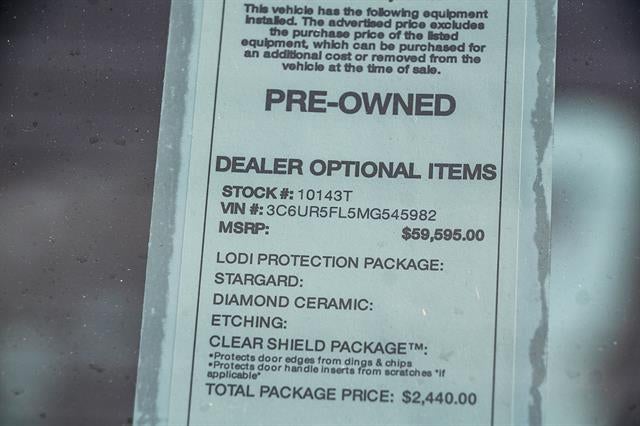 This vehicle has the following equipment
installed. The advertised price excludes
the purchase price of the listed
equipment, which can be purchased for
an additional cost or removed from the
vehicle at the time of sale.
PRE-OWNED
DEALER OPTIONAL ITEMS
STOCK #: 10143T
VIN #: 3C6UR5FL5MG545982
MSRP: $59,595.00
LODI PROTECTION PACKAGE:
STARGARD:
DIAMOND CERAMIC:
ETCHING:
CLEAR SHIELD PACKAGE™:
*Protects door edges from dings & chips
*Protects door handle inserts from scratches *if
applicable*
TOTAL PACKAGE PRICE: $2,440.00